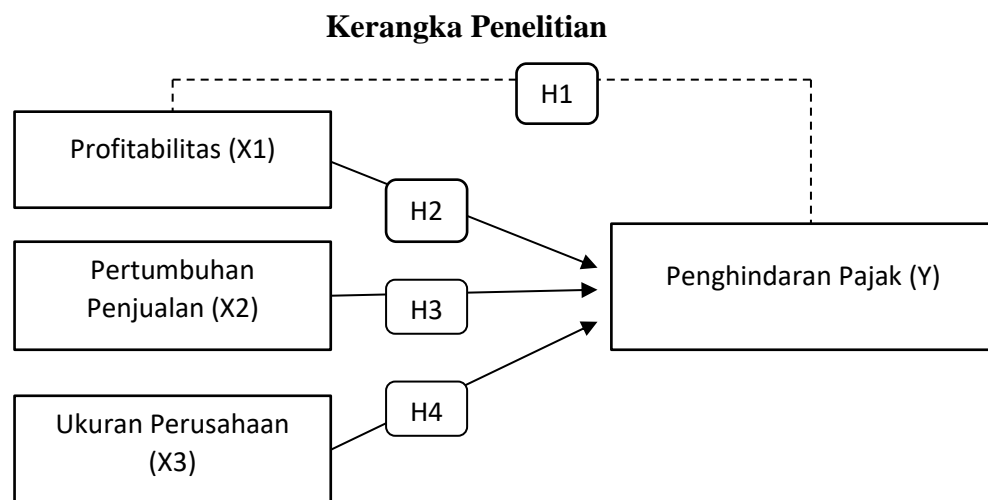 Kerangka Penelitian
H1
Profitabilitas (X1)
H2
Pertumbuhan
Penjualan (X2)
H3
Penghindaran Pajak (Y)
Ukuran Perusahaan
(X3)
H4